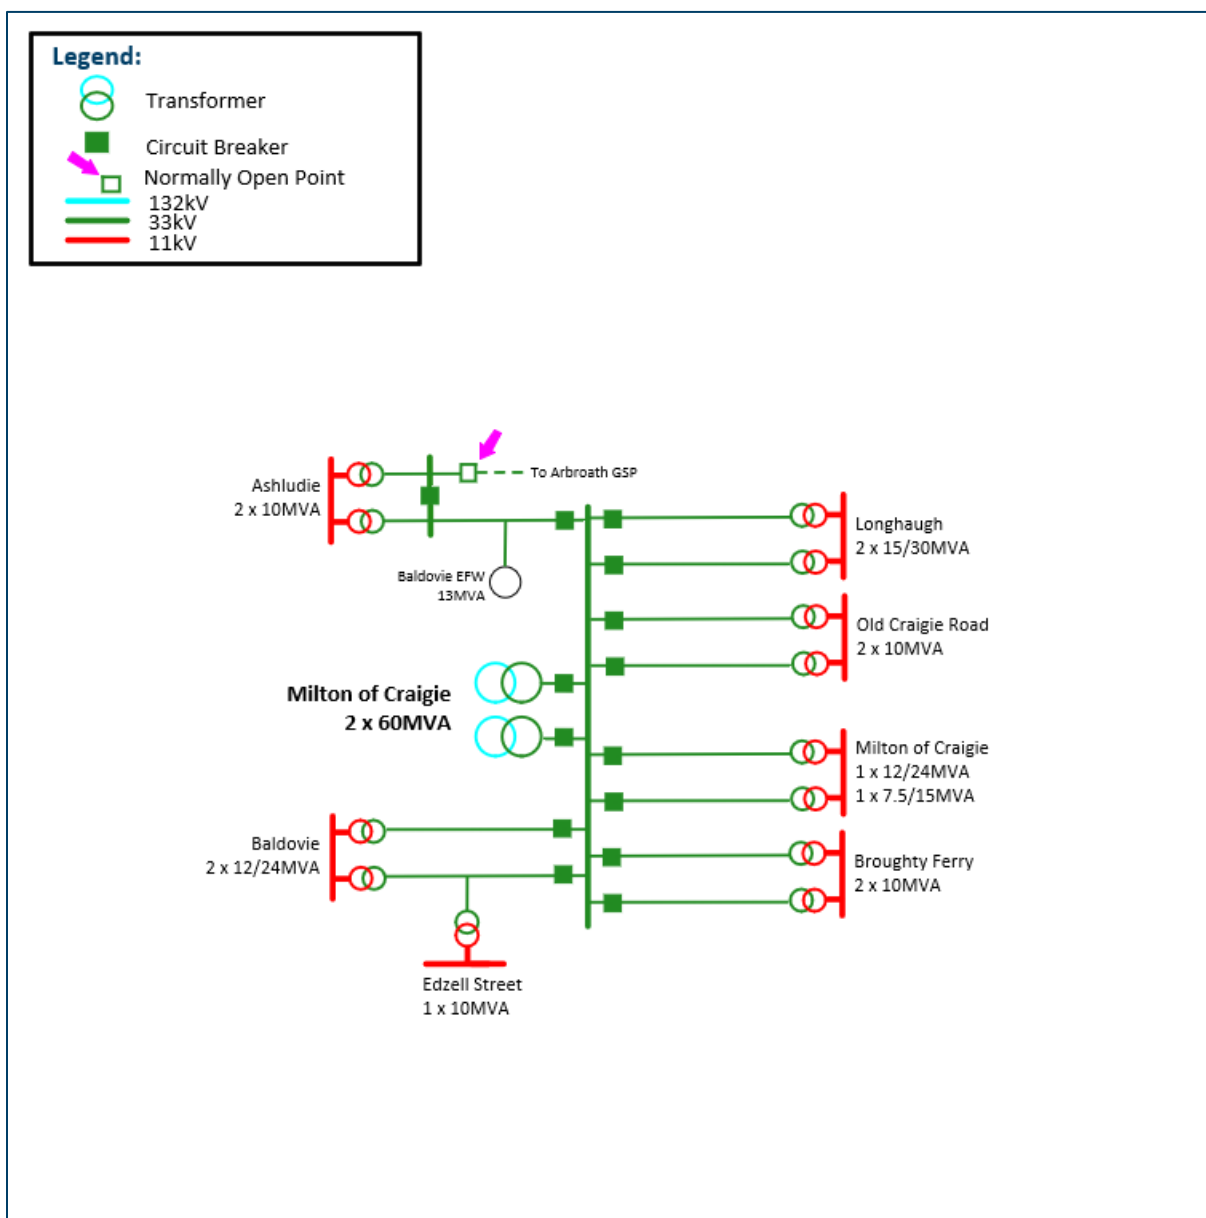 Legend:
Transformer
Circuit Breaker
Normally Open Point
132kV
33kV
11kV
Ashludie
2 x 10MVA
To Arbroath GSP
Baldovie EFW
13MVA
Longhaugh
2 x 15/30MVA
Old Craigie Road
2 x 10MVA
Milton of Craigie
2 x 60MVA
Milton of Craigie
1 x 12/24MVA
1 x 7.5/15MVA
Baldovie
2 x 12/24MVA
Broughty Ferry
2 x 10MVA
Edzell Street
1 x 10MVA